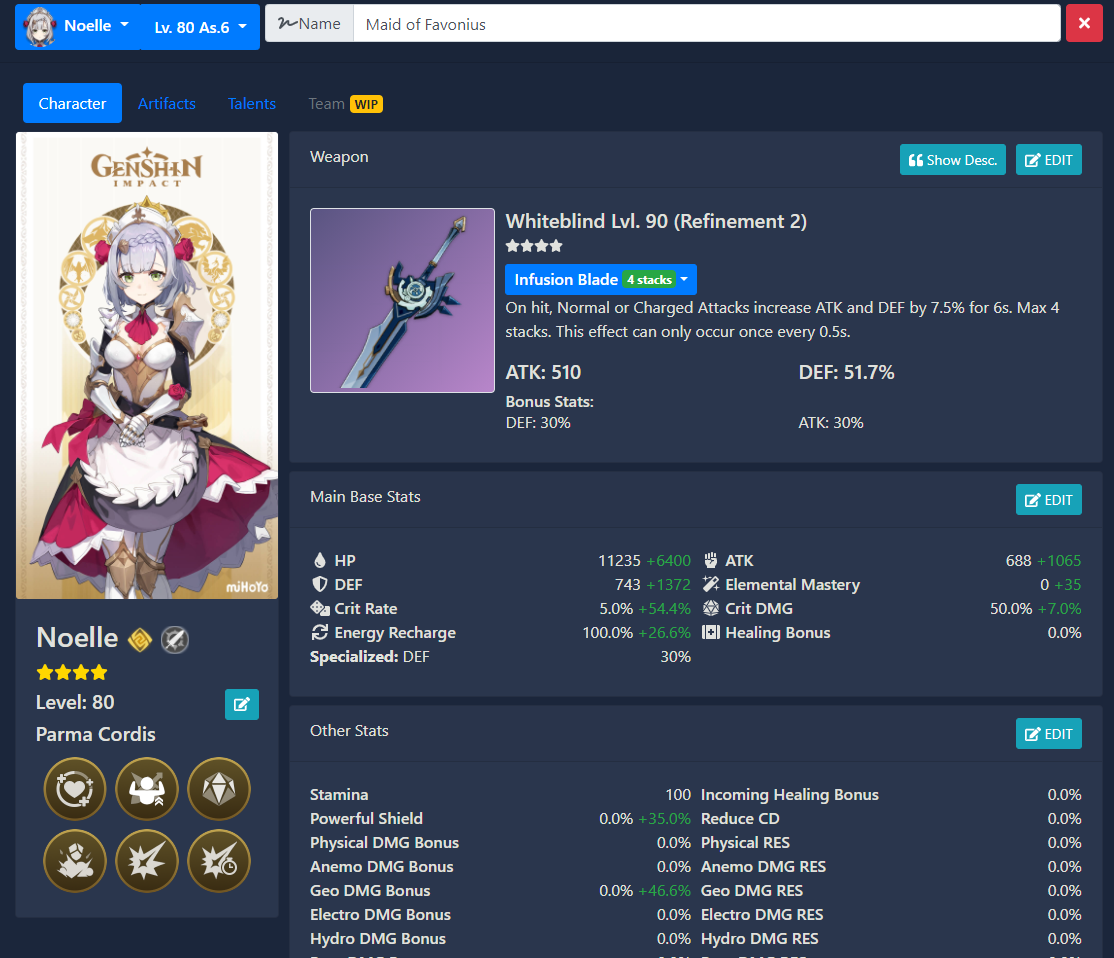 Noelle
Lv. 80 As.6
Name
Maid of Favonius
Character
Artifacts
Talents
Team WIP
GENSHIN
IMPACT
miHoYo
Noelle
Level: 80
Parma Cordis
Weapon
Show Desc.
EDIT
Whiteblind Lvl. 90 (Refinement 2)
Infusion Blade 4 stacks
On hit, Normal or Charged Attacks increase ATK and DEF by 7.5% for 6s. Max 4
stacks. This effect can only occur once every 0.5s.
ATK: 510 DEF: 51.7%
Bonus Stats:
DEF: 30% ATK: 30%
Main Base Stats
EDIT
HP 11235 +6400 ATK 688 +1065
DEF 743 +1372 Elemental Mastery 0 +35
Crit Rate 5.0% +54.4% Crit DMG 50.0% +7.0%
Energy Recharge 100.0% +26.6% Healing Bonus 0.0%
Specialized: DEF 30%
Other Stats
EDIT
Stamina 100 Incoming Healing Bonus 0.0%
Powerful Shield 0.0% +35.0% Reduce CD 0.0%
Physical DMG Bonus 0.0% Physical RES 0.0%
Anemo DMG Bonus 0.0% Anemo DMG RES 0.0%
Geo DMG Bonus 0.0% +46.6% Geo DMG RES 0.0%
Electro DMG Bonus 0.0% Electro DMG RES 0.0%
Hydro DMG Bonus 0.0% Hydro DMG RES 0.0%